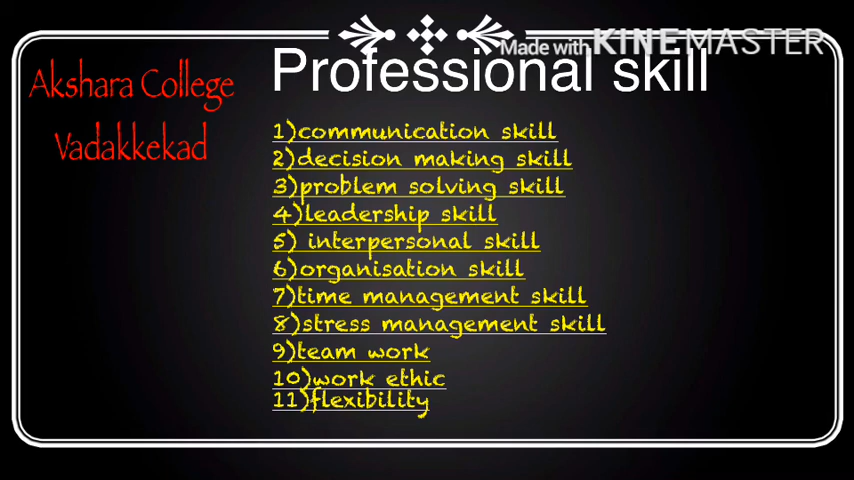 Made with KINEMASTER
Akshara College
Vadakkekad
Professional skill
1)communication skill
2)decision making skill
3)problem solving skill
4)leadership skill
5) interpersonal skill
6)organisation skill
7)time management skill
8)stress management skill
9)team work
10)work ethic
11)flexibility